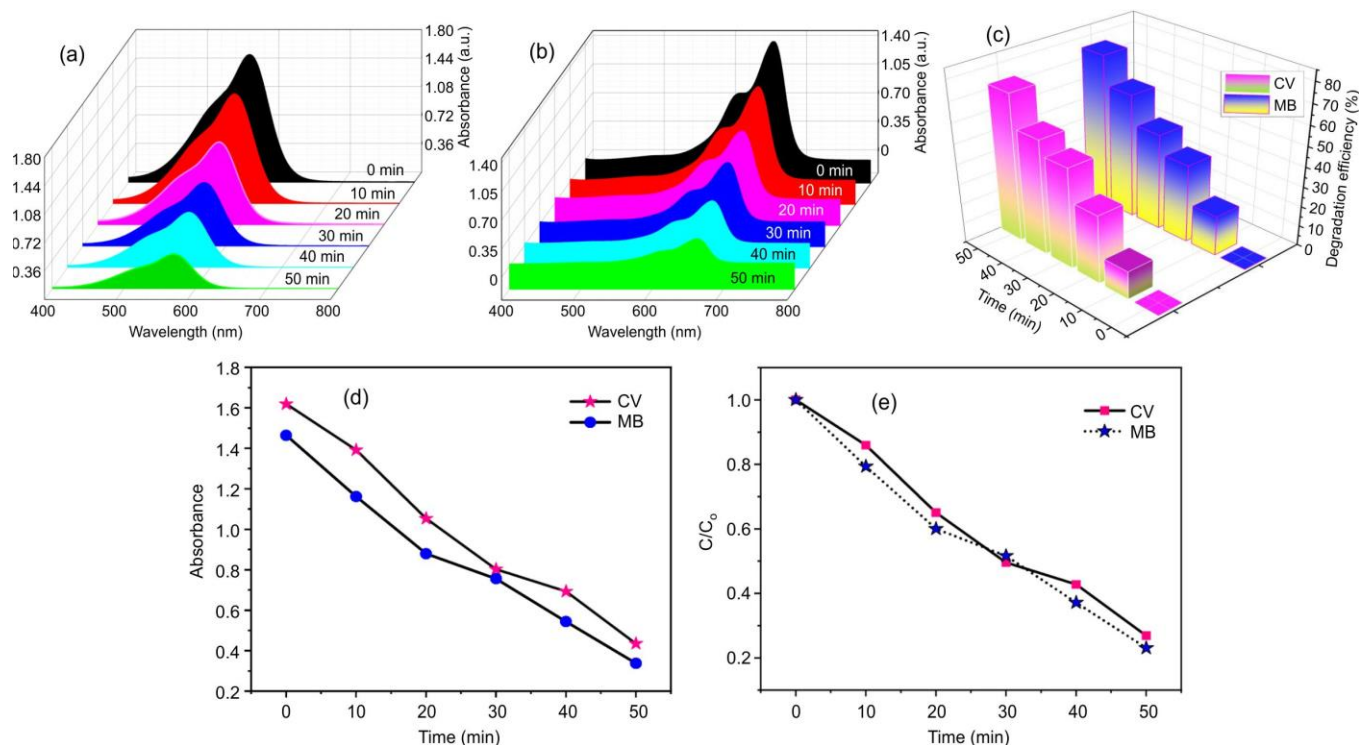 (a)
1.80
1.44
1.08
0.72
0.36
Absorbance (a.u.)
1.80
1.44
1.08
0.72
0.36
0 min
10 min
20 min
30 min
40 min
50 min
400 500 600 700 800
Wavelength (nm)
(b)
1.40
1.05
0.70
0.35
0
Absorbance (a.u.)
1.40
1.05
0.70
0.35
0
0 min
10 min
20 min
30 min
40 min
50 min
400 500 600 700 800
Wavelength (nm)
(c)
CV
MB
80
70
60
50
40
30
20
10
0
Degradation efficiency (%)
50 40 30 20 10 0
Time (min)
(d)
CV
MB
1.8
1.6
1.4
1.2
1.0
0.8
0.6
0.4
0.2
Absorbance
0 10 20 30 40 50
Time (min)
(e)
CV
MB
1.0
0.8
0.6
0.4
0.2
C/Co
0 10 20 30 40 50
Time (min)